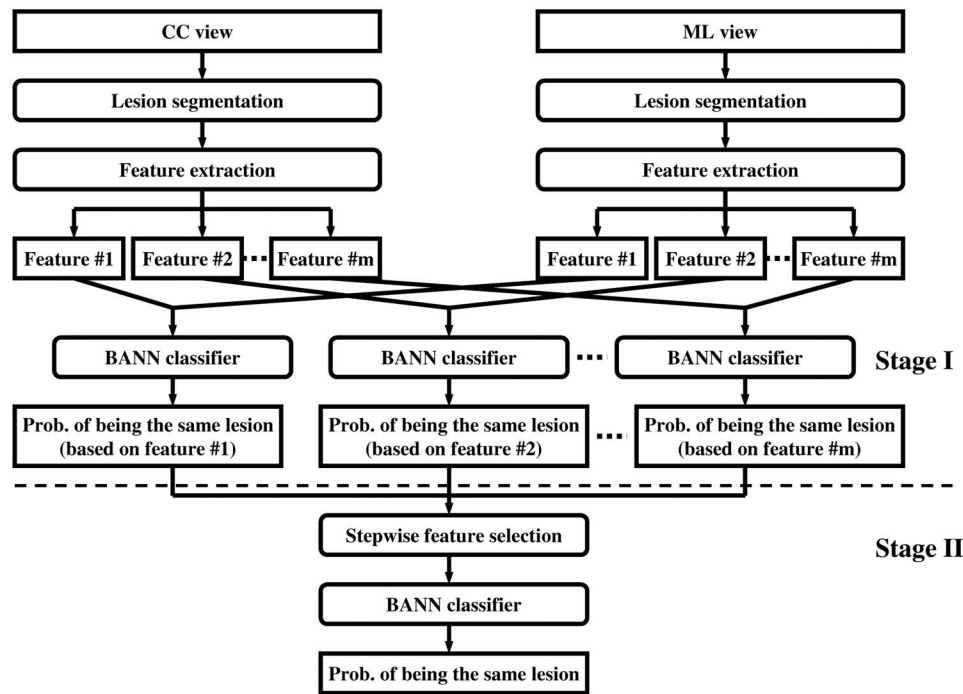 CC view
ML view
Lesion segmentation
Lesion segmentation
Feature extraction
Feature extraction
Feature #1
Feature #2
Feature #m
Feature #1
Feature #2
Feature #m
BANN classifier
BANN classifier
BANN classifier
Stage I
Prob. of being the same lesion
(based on feature #1)
Prob. of being the same lesion
(based on feature #2)
Prob. of being the same lesion
(based on feature #m)
Stepwise feature selection
Stage II
BANN classifier
Prob. of being the same lesion